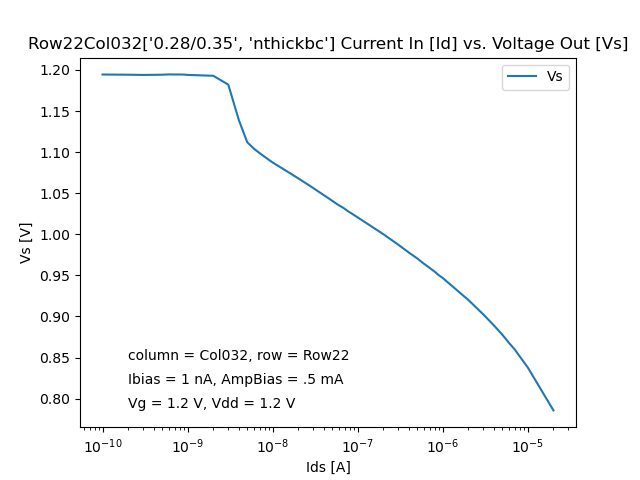 Row22Col032['0.28/0.35', 'nthickbc'] Current In [Id] vs. Voltage Out [Vs]
Vs
1.20
1.15
1.10
1.05
1.00
0.95
0.90
0.85
0.80
Vs [V]
column = Col032, row = Row22
Ibias = 1 nA, AmpBias = .5 mA
Vg = 1.2 V, Vdd = 1.2 V
10⁻¹⁰ 10⁻⁹ 10⁻⁸ 10⁻⁷ 10⁻⁶ 10⁻⁵
Ids [A]